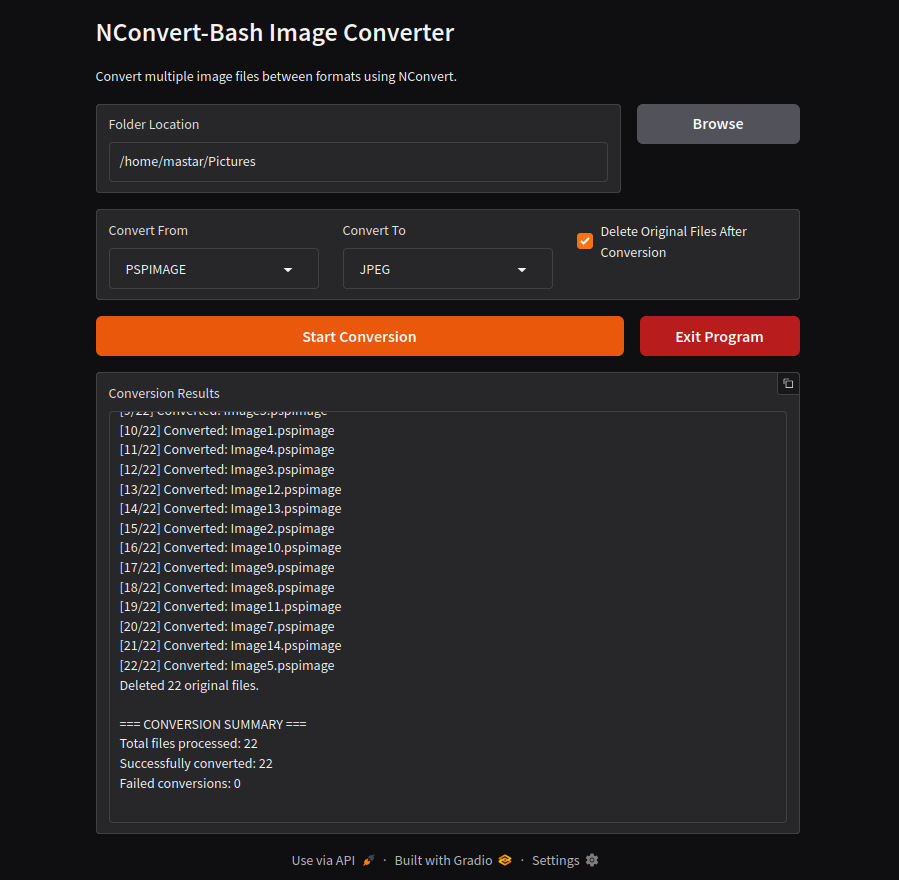 NConvert-Bash Image Converter
Convert multiple image files between formats using NConvert.
Folder Location
Browse
/home/mastar/Pictures
Convert From
Convert To
Delete Original Files After
Conversion
PSPIMAGE
JPEG
Start Conversion
Exit Program
Conversion Results
[10/22] Converted: Image1.pspimage
[11/22] Converted: Image4.pspimage
[12/22] Converted: Image3.pspimage
[13/22] Converted: Image12.pspimage
[14/22] Converted: Image13.pspimage
[15/22] Converted: Image2.pspimage
[16/22] Converted: Image10.pspimage
[17/22] Converted: Image9.pspimage
[18/22] Converted: Image8.pspimage
[19/22] Converted: Image11.pspimage
[20/22] Converted: Image7.pspimage
[21/22] Converted: Image14.pspimage
[22/22] Converted: Image5.pspimage
Deleted 22 original files.
=== CONVERSION SUMMARY ===
Total files processed: 22
Successfully converted: 22
Failed conversions: 0
Use via API · Built with Gradio · Settings